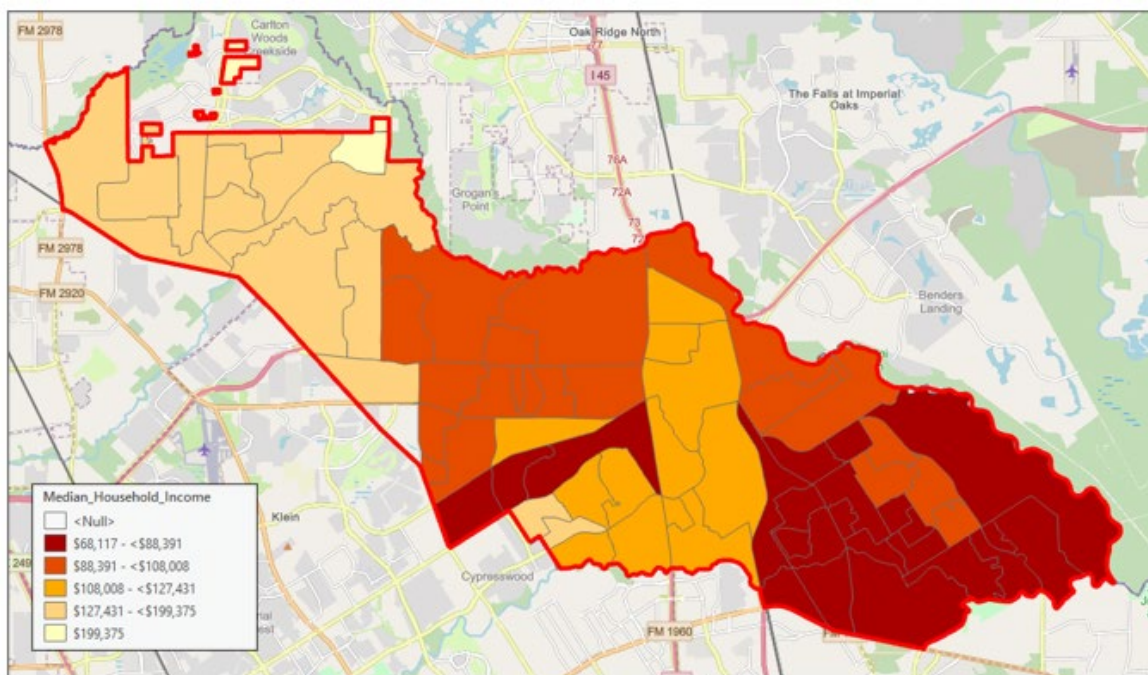 FM 2978
Carlton
Woods
Creekside
Oak Ridge North
77
I 45
The Falls at Imperial
Oaks
76A
72A
Grogan's
Point
73
72
FM 2978
FM 2920
Benders
Landing
Median_Household_Income
<Null>
$68,117 - <$88,391
$88,391 - <$108,008
$108,008 - <$127,431
$127,431 - <$199,375
$199,375
Klein
249
Cypresswood
FM 1960